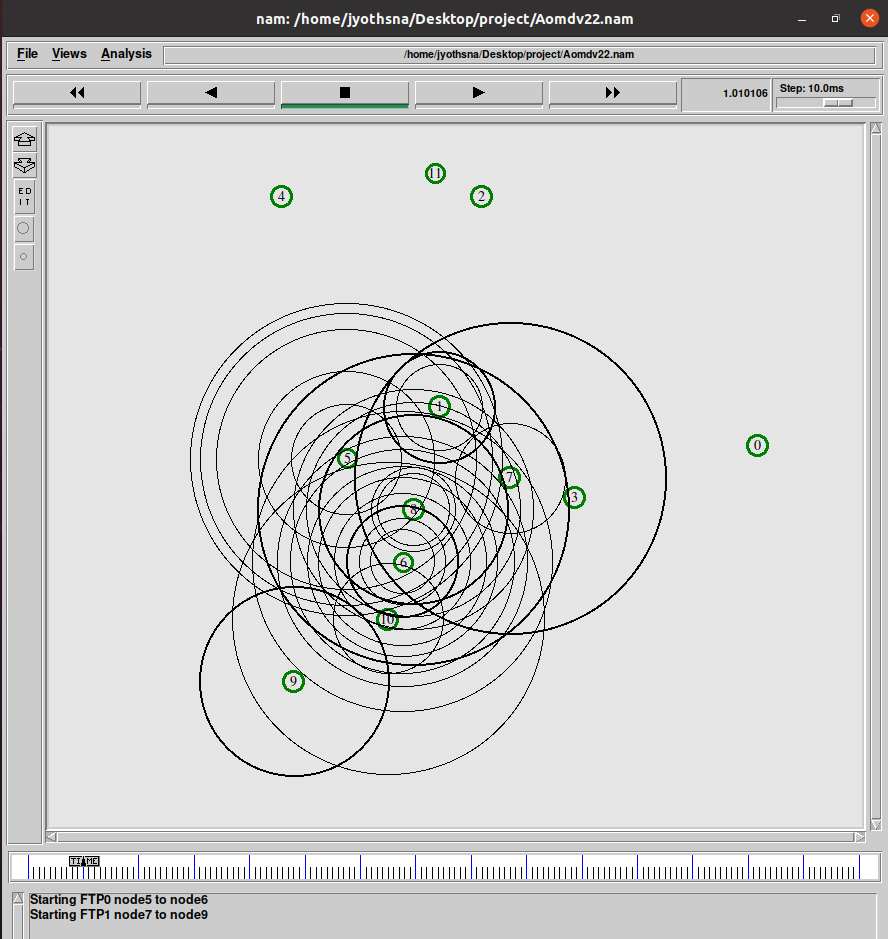 nam: /home/jyothsna/Desktop/project/Aomdv22.nam
File Views Analysis /home/jyothsna/Desktop/project/Aomdv22.nam
1.010106 Step: 10.0ms
ED
IT
11
4
2
1
0
5
7
3
8
6
10
9
TIME
Starting FTP0 node5 to node6
Starting FTP1 node7 to node9